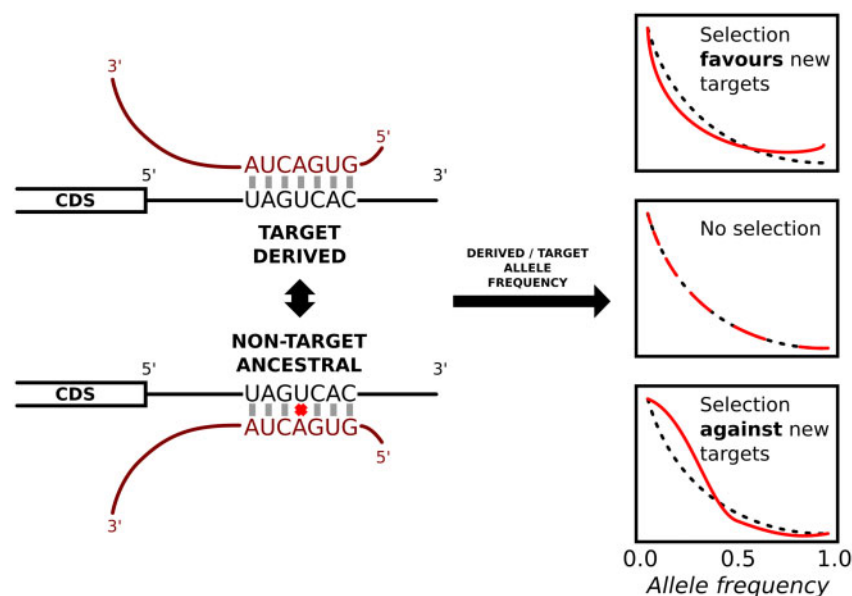 3'
5'
AUCAGUG
5'
3'
CDS
UAGUCAC
TARGET
DERIVED
NON-TARGET
ANCESTRAL
5'
3'
CDS
UAGUCAC
AUCAGUG
5'
3'
DERIVED / TARGET
ALLELE
FREQUENCY
Selection
favours new
targets
No selection
Selection
against new
targets
0.0 0.5 1.0
Allele frequency